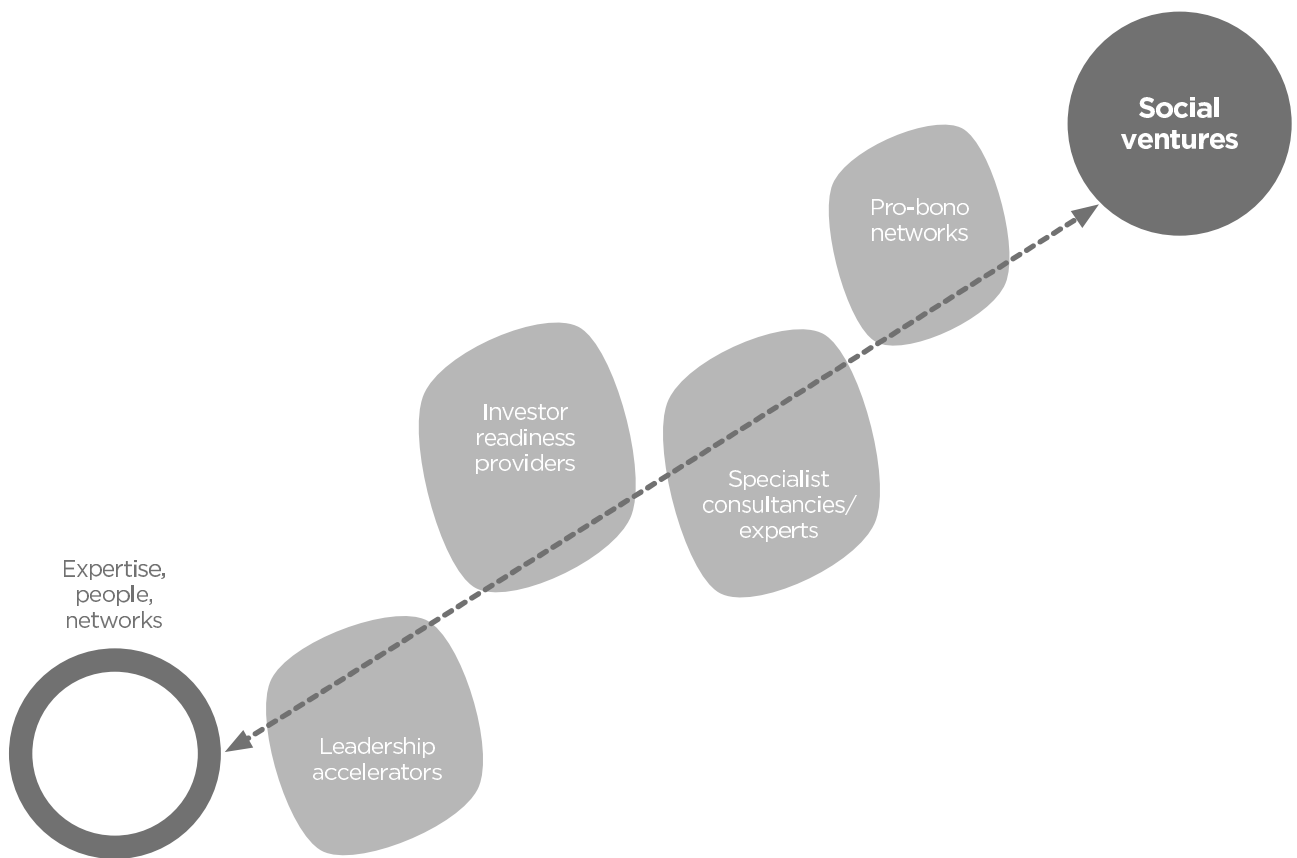 Social
ventures
Pro-bono
networks
Investor
readiness
providers
Specialist
consultancies/
experts
Expertise,
people,
networks
Leadership
accelerators